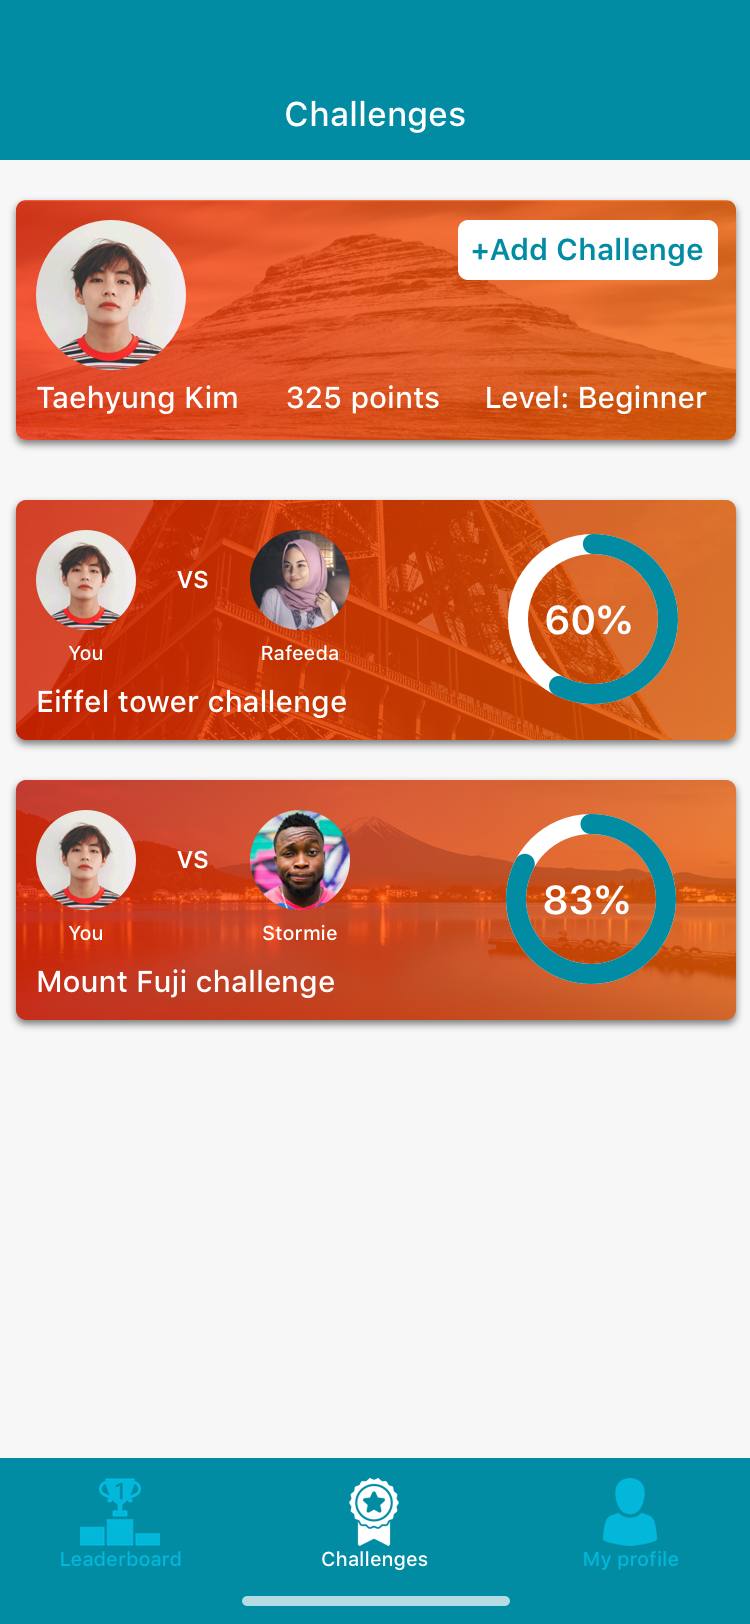 Challenges
+Add Challenge
Taehyung Kim 325 points Level: Beginner
VS
60%
You Rafeeda
Eiffel tower challenge
VS
83%
You Stormie
Mount Fuji challenge
1
Leaderboard Challenges My profile